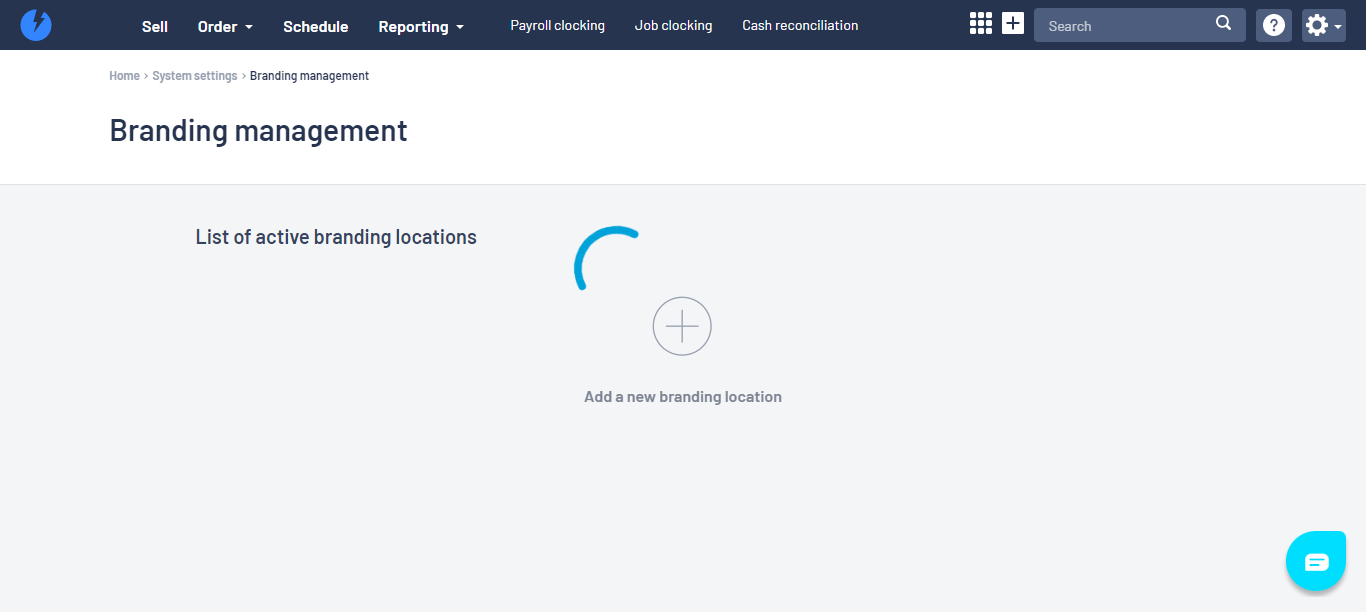 Sell Order Schedule Reporting Payroll clocking Job clocking Cash reconciliation Search ?
Home › System settings › Branding management
Branding management
List of active branding locations
Add a new branding location